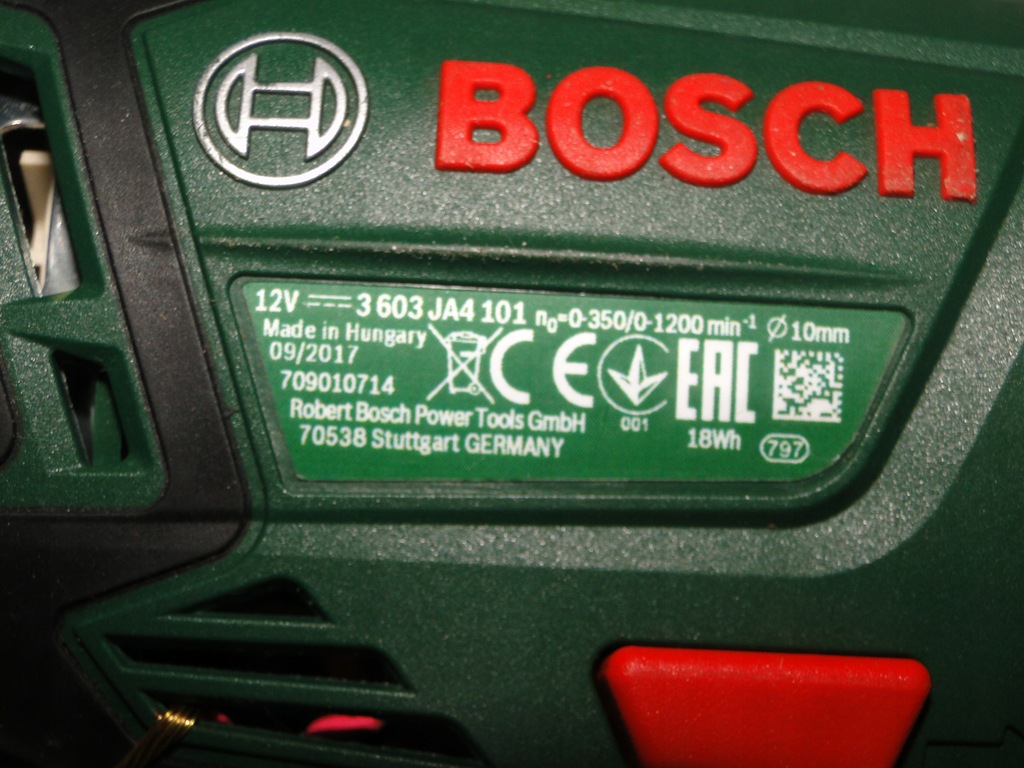 BOSCH
12V 3 603 JA4 101 n₀=0-350/0-1200 min⁻¹ Ø 10mm
Made in Hungary
09/2017
709010714
Robert Bosch Power Tools GmbH
70538 Stuttgart GERMANY
CE
001
EAC
18Wh
797